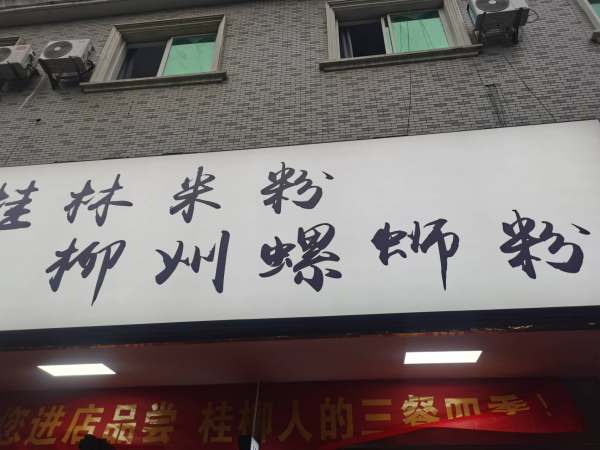 桂林米粉
柳州螺蛳粉
您进店品尝 桂柳人的三餐四季！